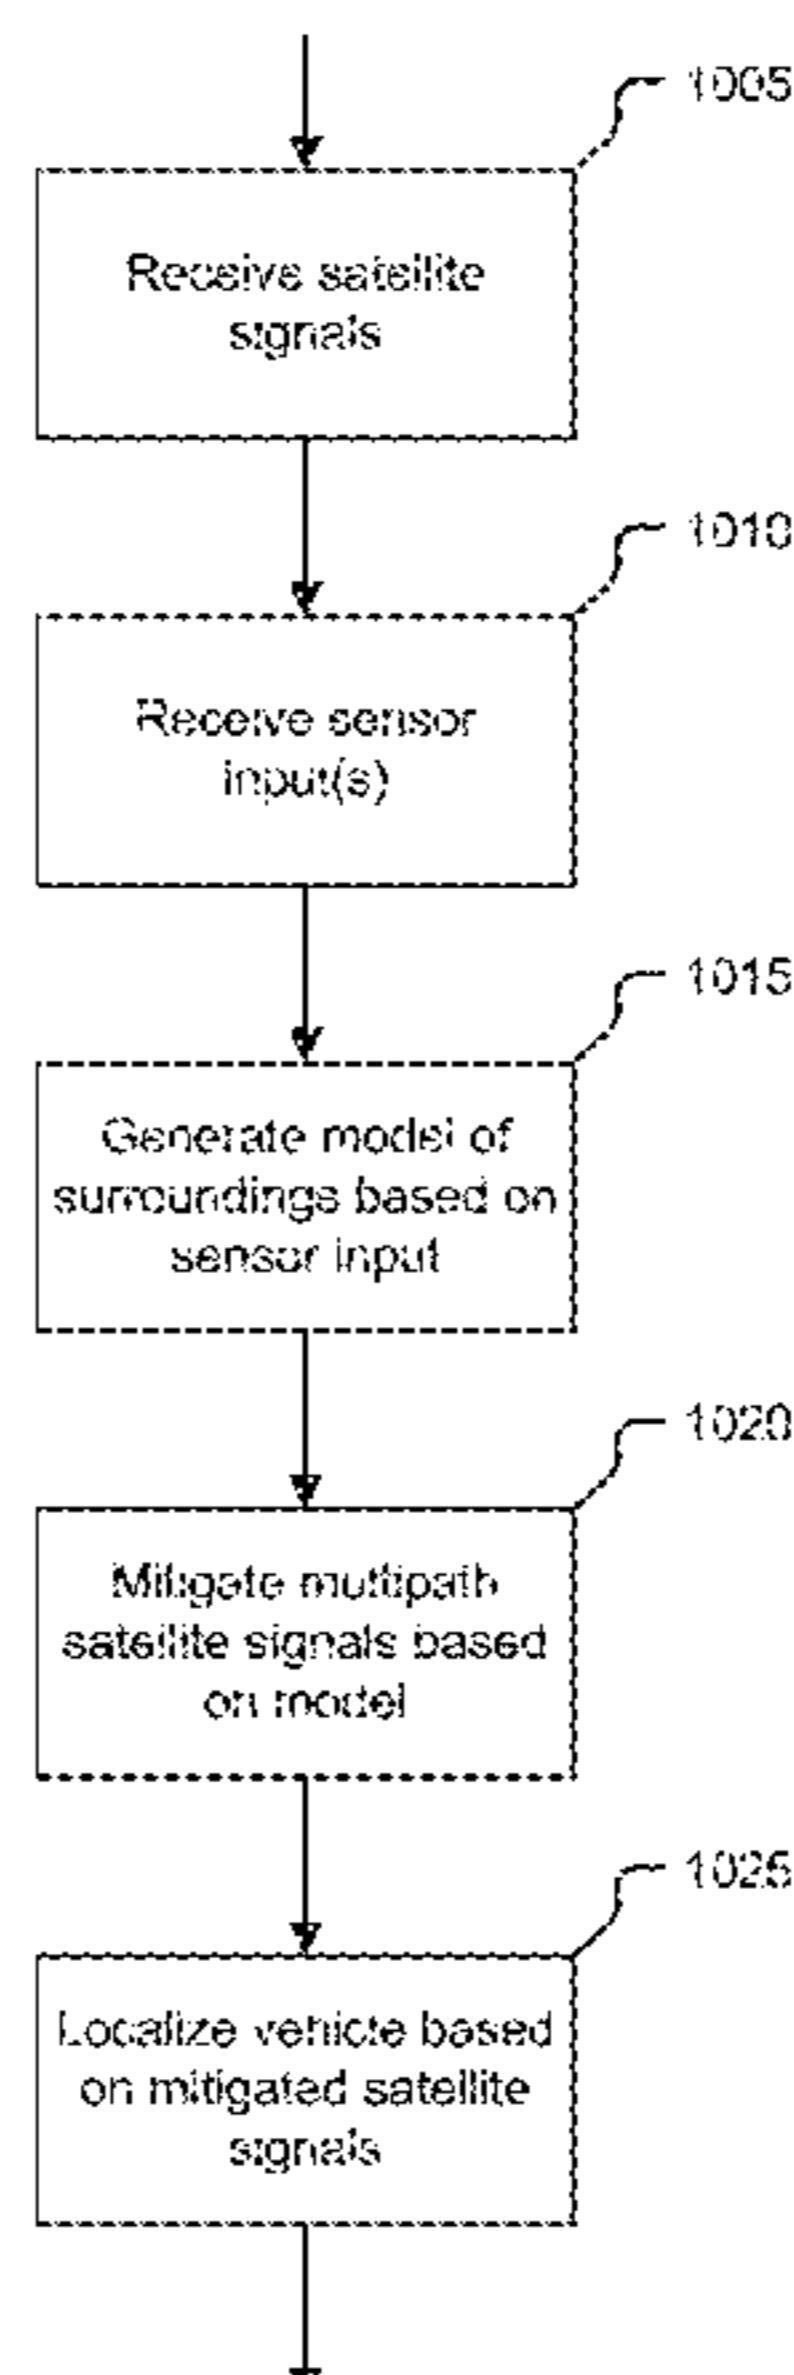 1005
Receive satellite
signals
1010
Receive sensor
input(s)
1015
Generate model of
surroundings based on
sensor input
1020
Mitigate multipath
satellite signals based
on model
1025
Localize vehicle based
on mitigated satellite
signals